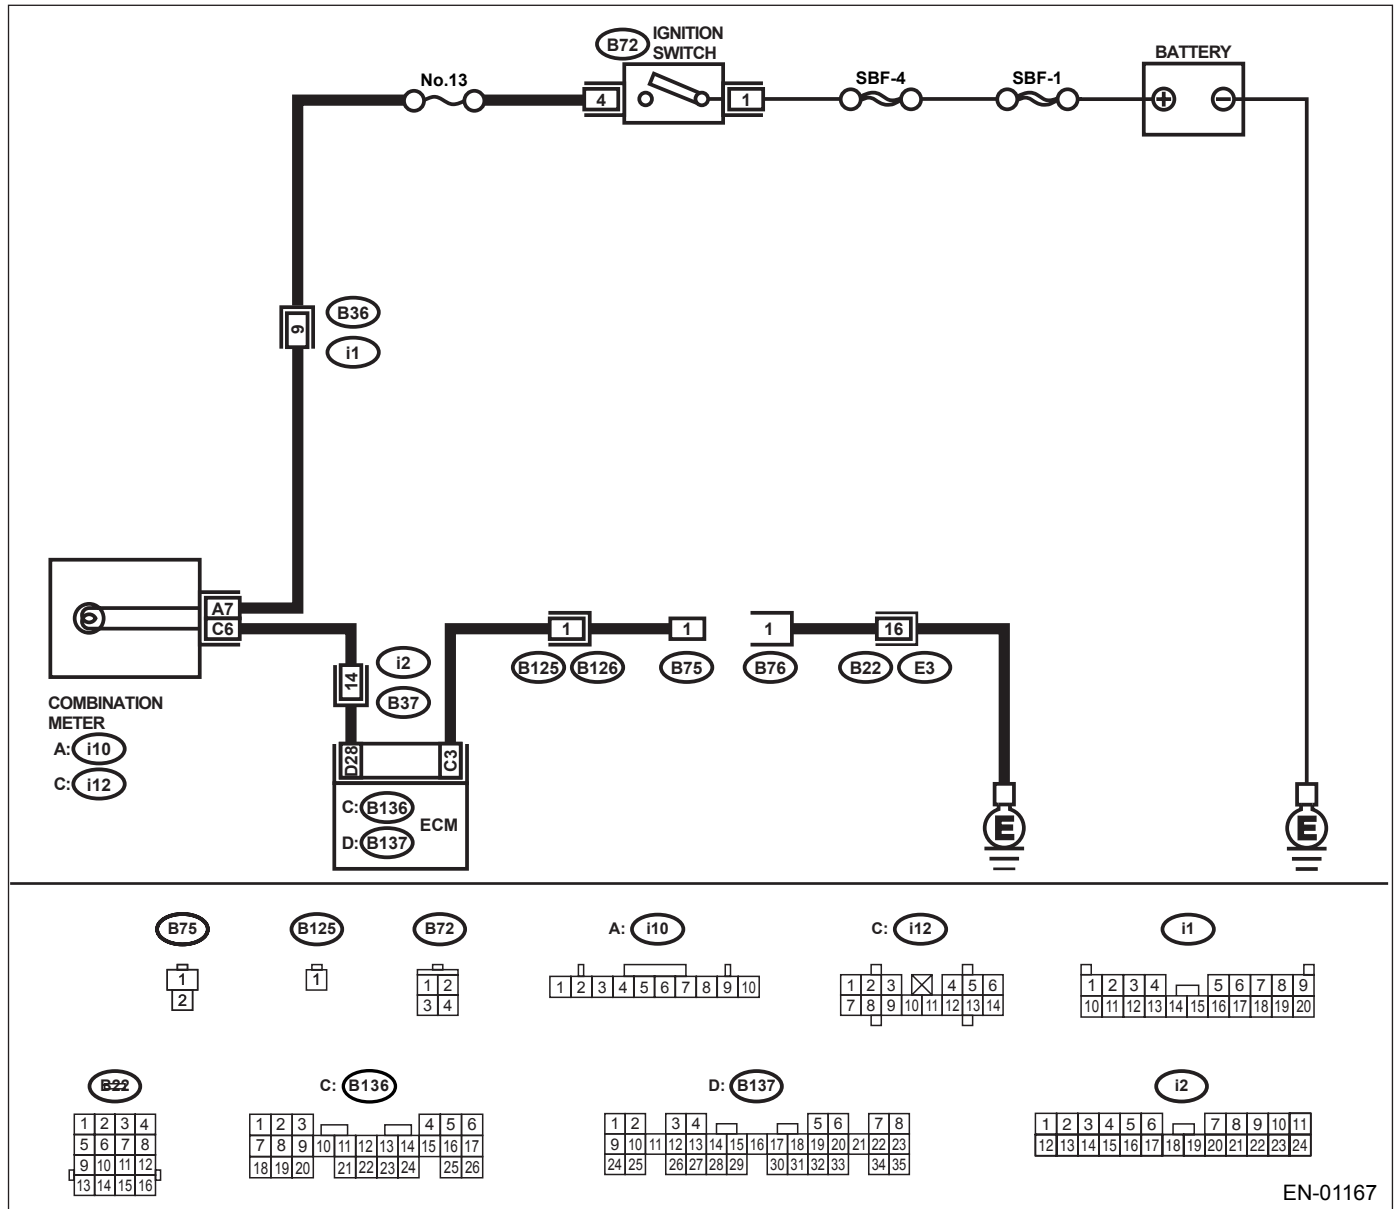 IGNITION
SWITCH
B72
BATTERY
No.13
4
1
SBF-4
SBF-1
B36
9
i1
A7
C6
COMBINATION
METER
A: i10
C: i12
i2
14
B37
D28
C3
C: B136
ECM
D: B137
1
1
1
16
B125
B126
B75
B76
B22
E3
E
E
B75
B125
B72
A: i10
C: i12
i1
1
2
1
1 2
3 4
1 2 3 4 5 6 7 8 9 10
1 2 3 4 5 6
7 8 9 10 11 12 13 14
1 2 3 4 5 6 7 8 9
10 11 12 13 14 15 16 17 18 19 20
B22
C: B136
D: B137
i2
1 2 3 4
5 6 7 8
9 10 11 12
13 14 15 16
1 2 3 4 5 6
7 8 9 10 11 12 13 14 15 16 17
18 19 20 21 22 23 24 25 26
1 2 3 4 5 6 7 8
9 10 11 12 13 14 15 16 17 18 19 20 21 22 23
24 25 26 27 28 29 30 31 32 33 34 35
1 2 3 4 5 6 7 8 9 10 11
12 13 14 15 16 17 18 19 20 21 22 23 24
EN-01167